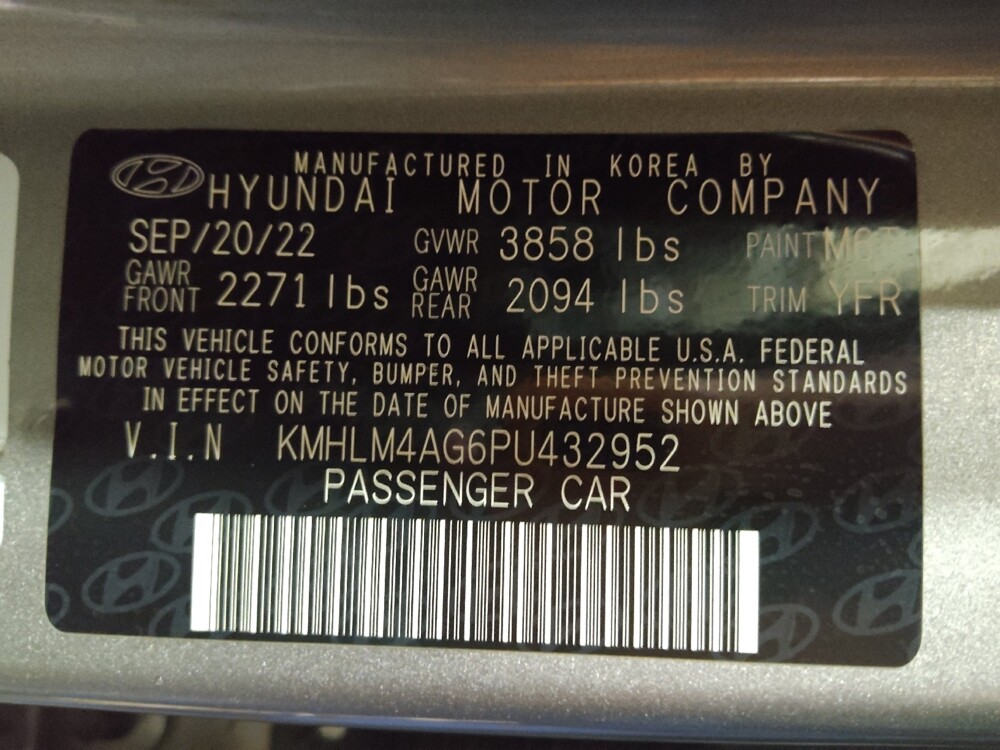 MANUFACTURED IN KOREA BY
HYUNDAI MOTOR COMPANY
SEP/20/22 GVWR 3858 lbs PAINT
GAWR FRONT 2271 lbs GAWR REAR 2094 lbs TRIM YFR
THIS VEHICLE CONFORMS TO ALL APPLICABLE U.S.A. FEDERAL
MOTOR VEHICLE SAFETY, BUMPER, AND THEFT PREVENTION STANDARDS
IN EFFECT ON THE DATE OF MANUFACTURE SHOWN ABOVE
V.I.N KMHLM4AG6PU432952
PASSENGER CAR